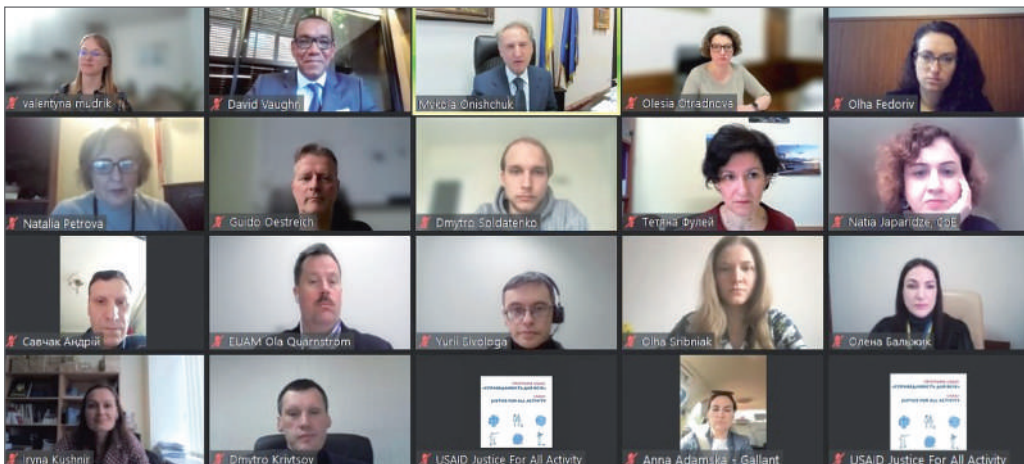 valentyna mudrik
David Vaughn
Mykola Onishchuk
Olesia Otradnova
Olha Fedoriv
Natalia Petrova
Guido Oestreich
Dmytro Soldatenko
Тетяна Фулей
Natia Japaridze, CoE
Савчак Андрій
EUAM Ola Quarnström
Yurii Sivologa
Olha Sribniak
Олена Бальжик
Iryna Kushnir
Dmytro Krivtsov
USAID Justice For All Activity
Anna Adamska - Gallant
USAID Justice For All Activity